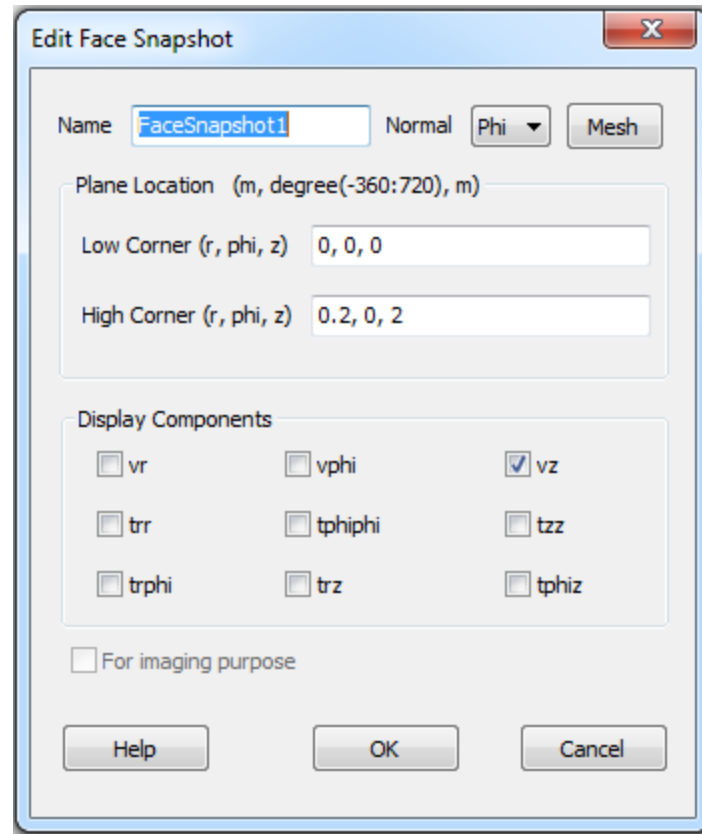 Edit Face Snapshot
x
Name FaceSnapshot1 Normal Phi Mesh
Plane Location (m, degree(-360:720), m)
Low Corner (r, phi, z) 0, 0, 0
High Corner (r, phi, z) 0.2, 0, 2
Display Components
vr vphi vz
trr tphiphi tzz
trphi trz tphiz
For imaging purpose
Help OK Cancel